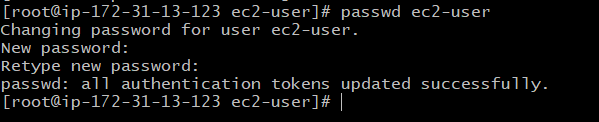 [root@ip-172-31-13-123 ec2-user]# passwd ec2-user
Changing password for user ec2-user.
New password:
Retype new password:
passwd: all authentication tokens updated successfully.
[root@ip-172-31-13-123 ec2-user]#